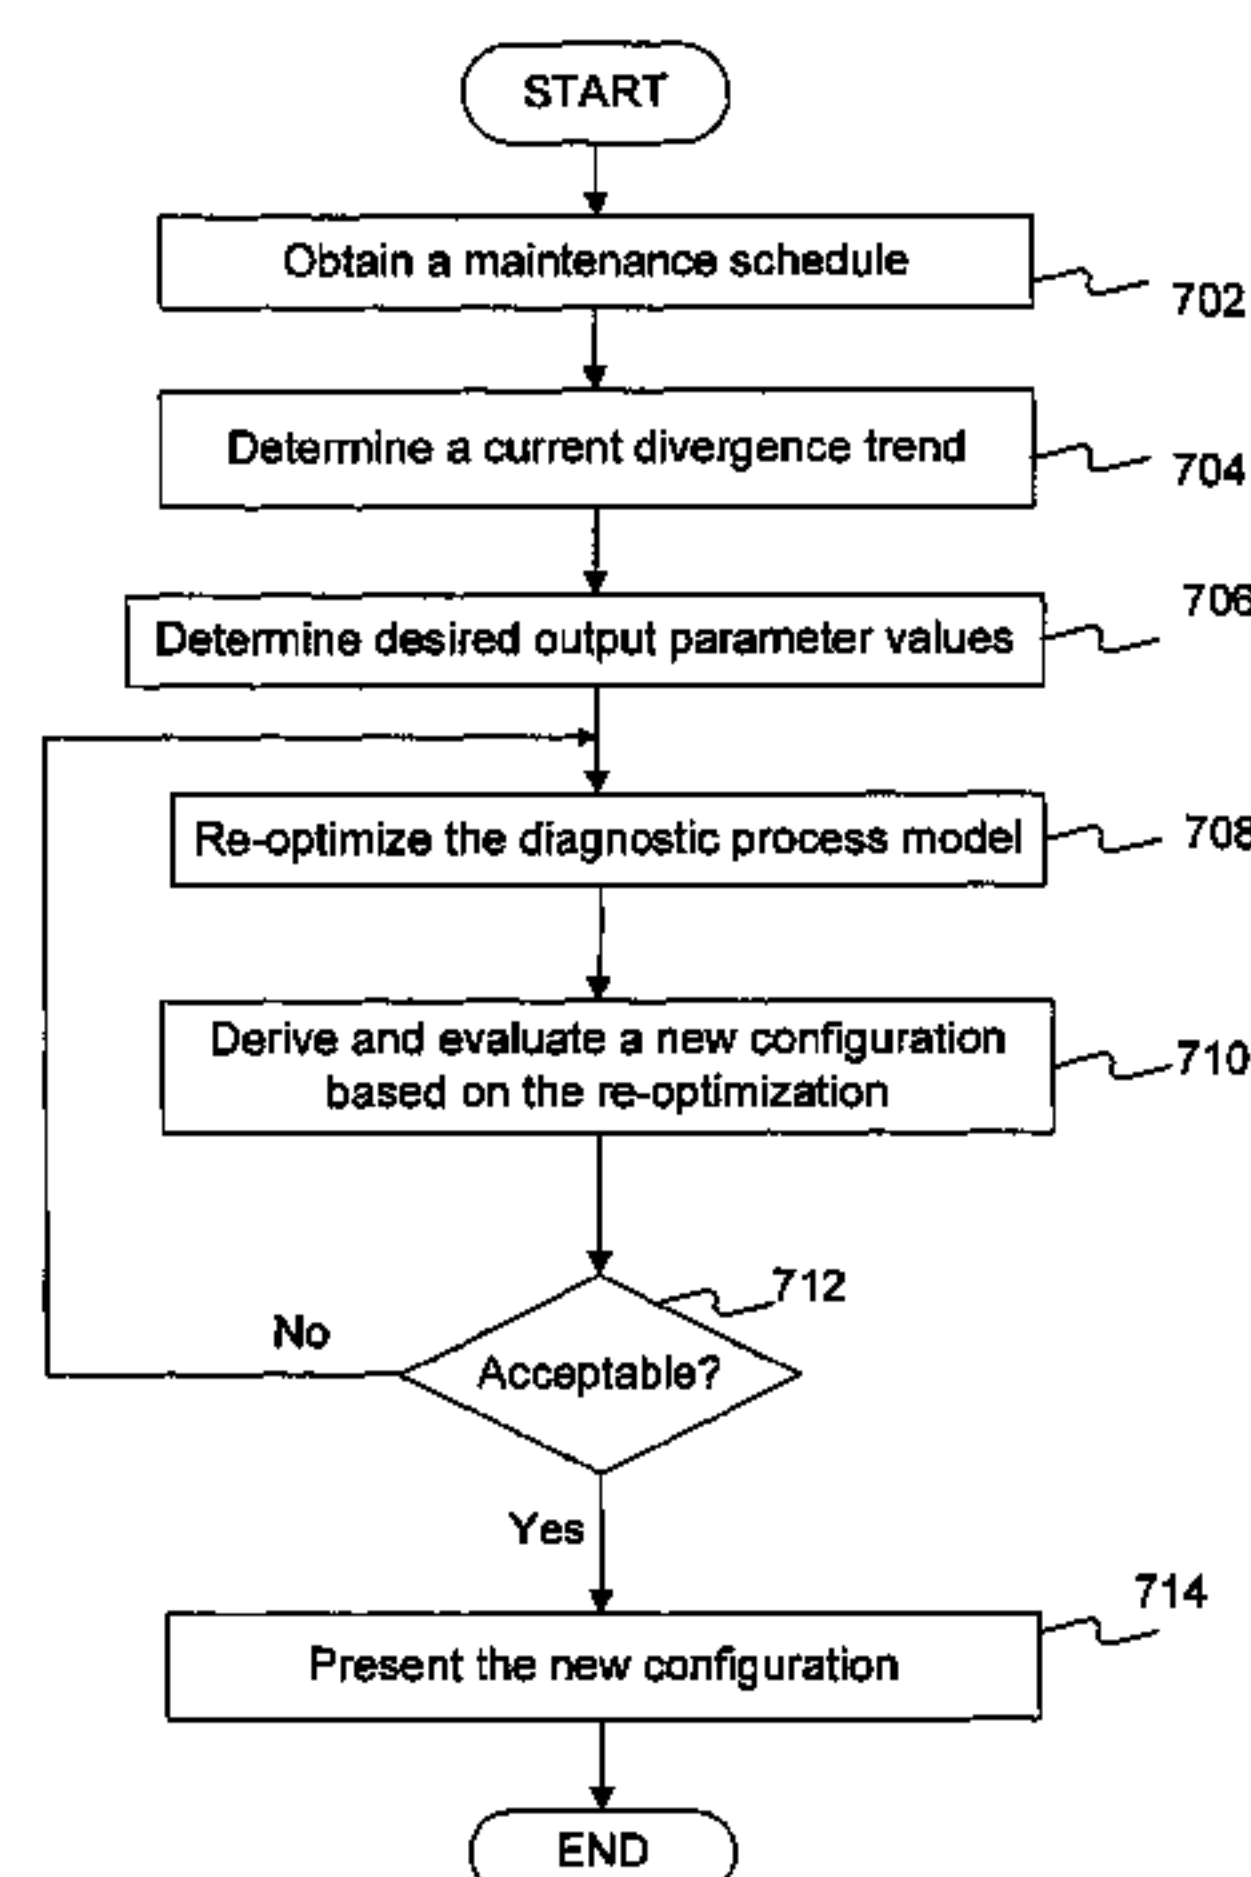 START
Obtain a maintenance schedule
702
Determine a current divergence trend
704
Determine desired output parameter values
706
Re-optimize the diagnostic process model
708
Derive and evaluate a new configuration
based on the re-optimization
710
712
Acceptable?
No
Yes
714
Present the new configuration
END